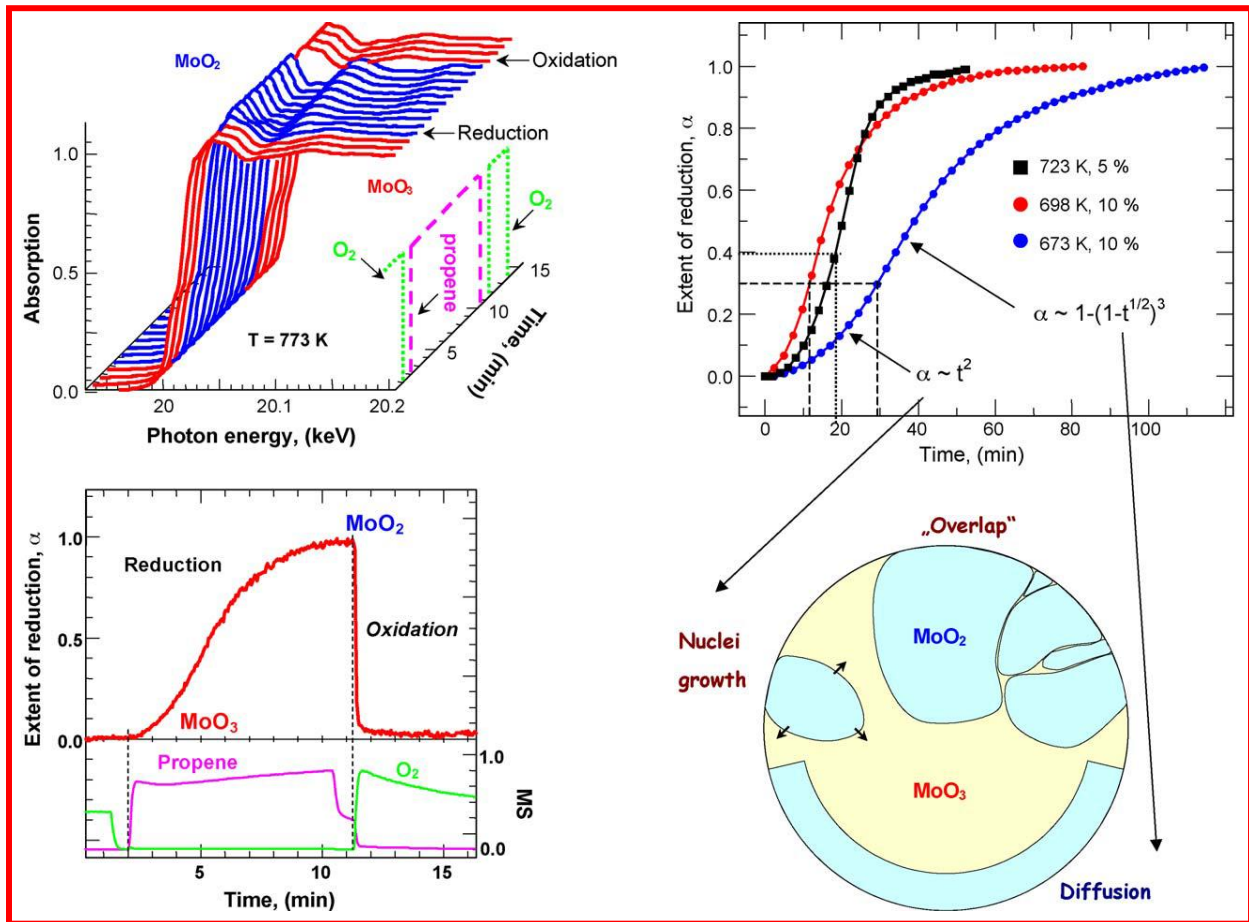 MoO₂
Oxidation
Reduction
MoO₃
Absorption
1.0
0.5
0.0
O₂
propene
O₂
T = 773 K
5
10
15
Time, (min)
20
20.1
20.2
Photon energy, (keV)
Extent of reduction, α
1.0
0.8
0.6
0.4
0.2
0.0
723 K, 5 %
698 K, 10 %
673 K, 10 %
α ~ 1-(1-t^1/2)^3
α ~ t²
0
20
40
60
80
100
Time, (min)
Extent of reduction, α
1.0
0.5
0.0
Reduction
MoO₂
Oxidation
MoO₃
Propene
O₂
1.0
MS
0.0
5
10
15
Time, (min)
„Overlap“
Nuclei
growth
MoO₂
MoO₃
Diffusion